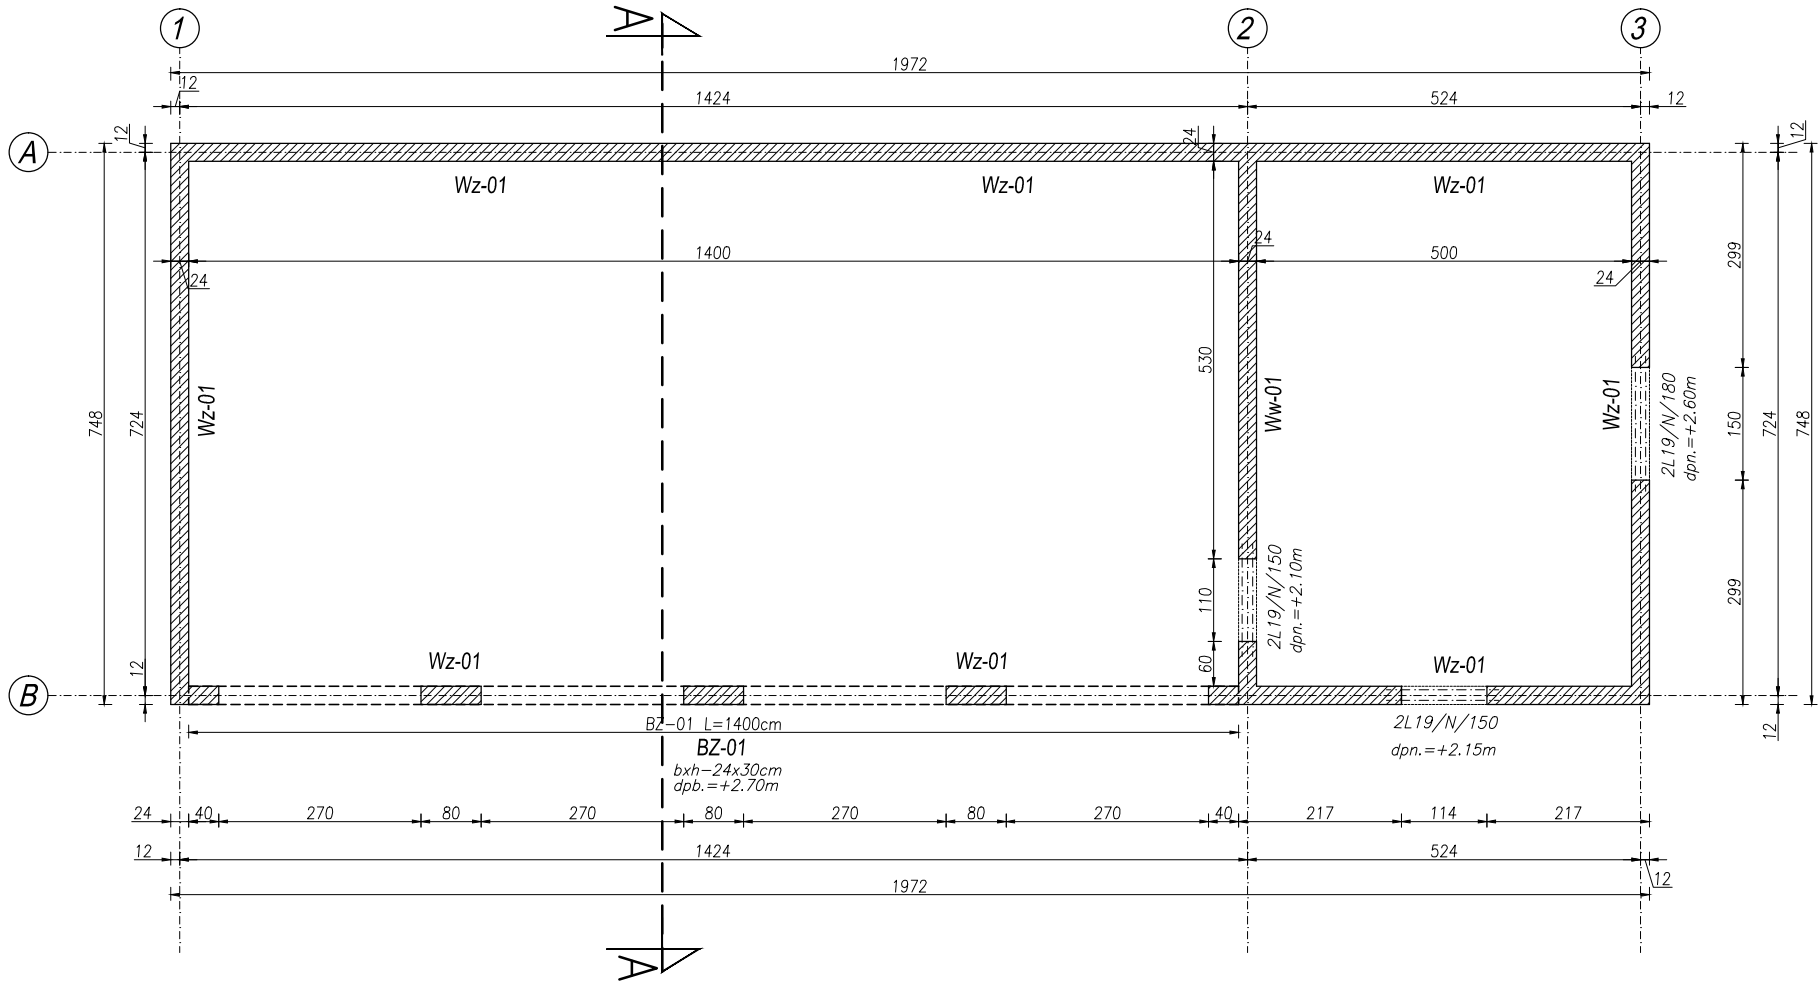 1
A
2
3
1972
12
1424
524
12
12
24
12
A
Wz-01
Wz-01
Wz-01
1400
24
500
24
24
299
530
Wz-01
Ww-01
Wz-01
2L19/N/180
dpn.=+2.60m
748
724
150
724
748
110
2L19/N/150
dpn.=+2.10m
299
12
60
Wz-01
Wz-01
Wz-01
B
12
BZ-01 L=1400cm
BZ-01
bxh-24x30cm
dpb.=+2.70m
2L19/N/150
dpn.=+2.15m
24
40
270
80
270
80
270
80
270
40
217
114
217
12
1424
524
12
1972
A